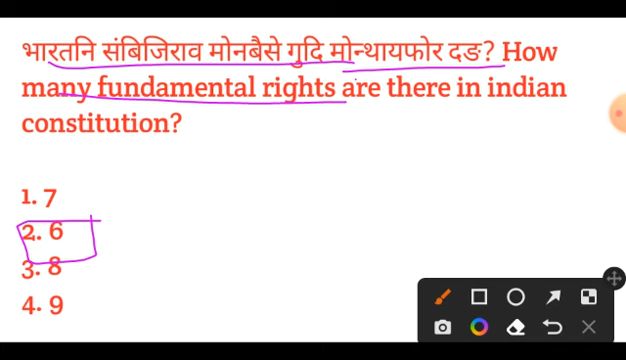 भारतनि संबिजिराव मोनबैसे गुदि मोन्थायफोर दङ? How
many fundamental rights are there in indian
constitution?
1. 7
2. 6
3. 8
4. 9